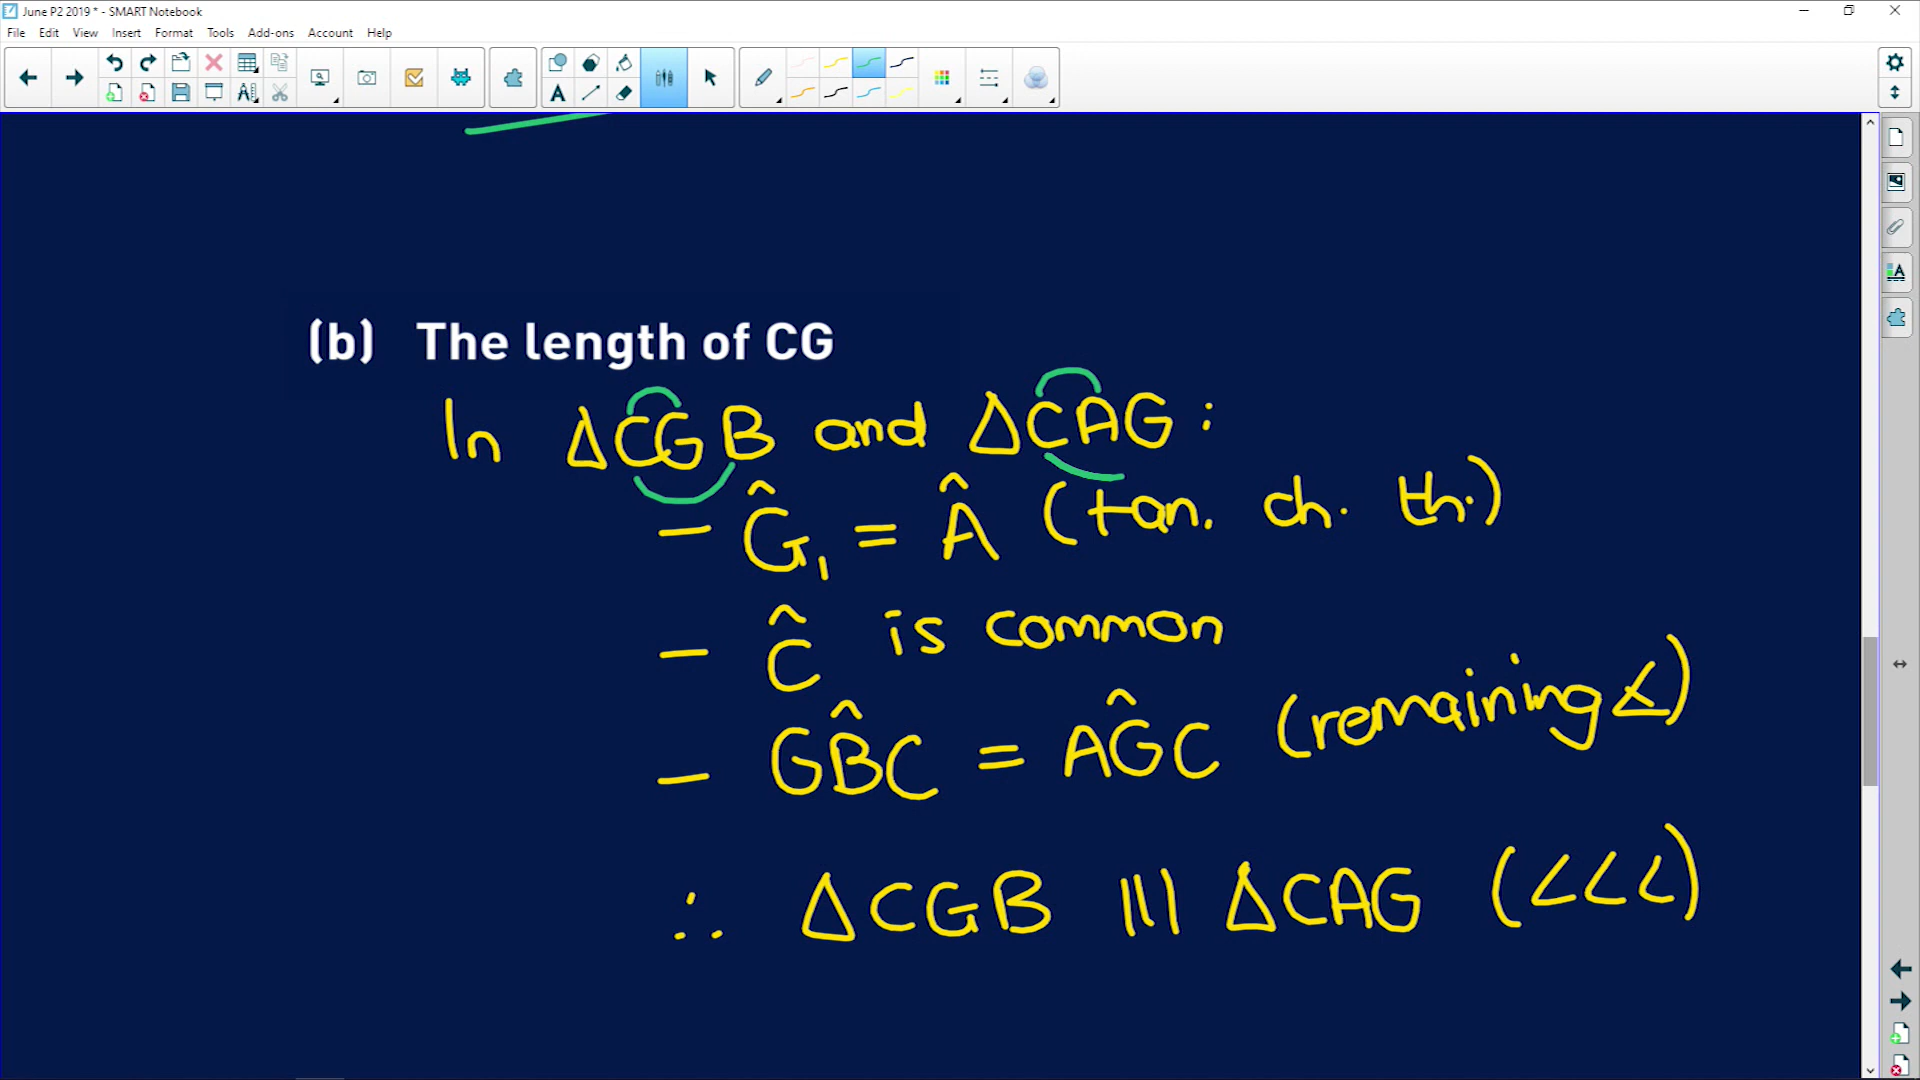 June P2 2019 * - SMART Notebook
File Edit View Insert Format Tools Add-ons Account Help
(b) The length of CG
In ΔCGB and ΔCAG :
- Ĝ₁ = Â (tan. ch. th.)
- Ĉ is common
- GB̂C = AĜC (remaining ∠)
∴ ΔCGB ||| ΔCAG (<<<)